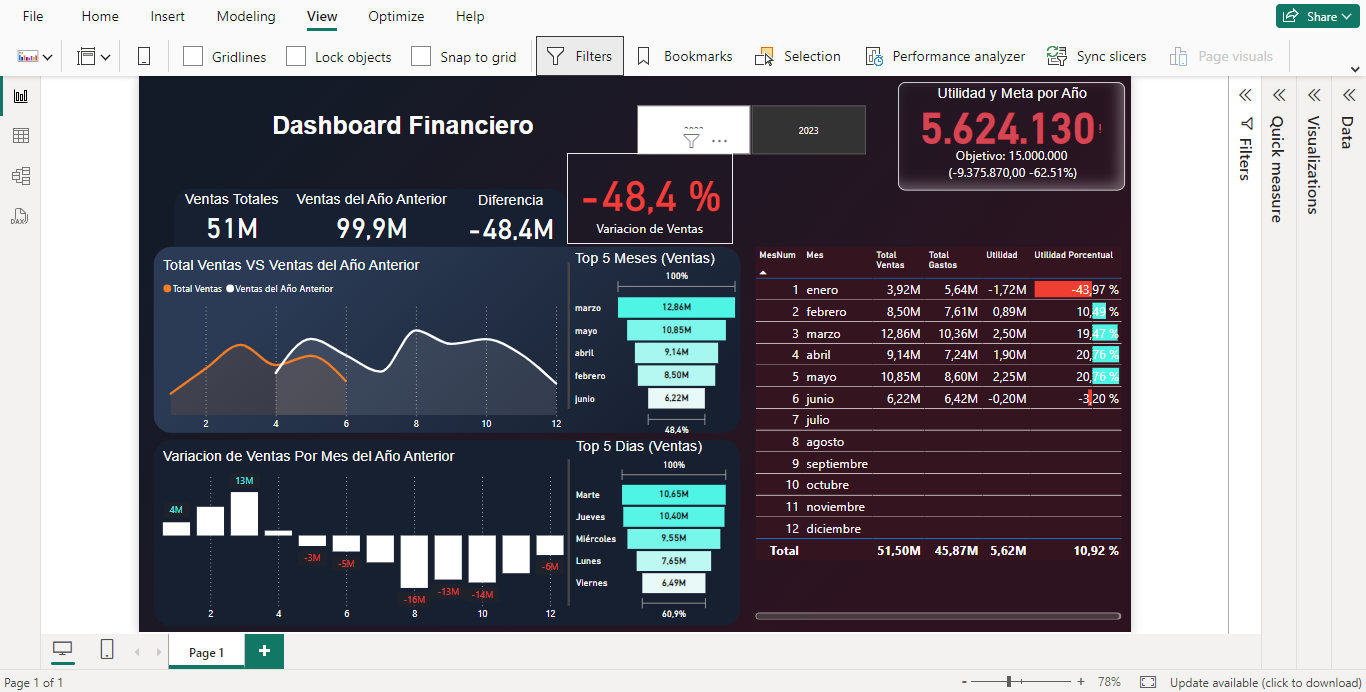 File Home Insert Modeling View Optimize Help Share
Gridlines Lock objects Snap to grid Filters Bookmarks Selection Performance analyzer Sync slicers Page visuals
Dashboard Financiero
2023
Utilidad y Meta por Año
5.624.130!
Objetivo: 15.000.000
(-9.375.870,00 -62.51%)
Filters
Quick measure
Visualizations
Data
Ventas Totales
51M
Ventas del Año Anterior
99,9M
Diferencia
-48,4M
-48,4 %
Variacion de Ventas
Total Ventas VS Ventas del Año Anterior
Total Ventas Ventas del Año Anterior
2 4 6 8 10 12
Top 5 Meses (Ventas)
100%
marzo 12,86M
mayo 10,85M
abril 9,14M
febrero 8,50M
junio 6,22M
48,4%
Variacion de Ventas Por Mes del Año Anterior
4M 13M -3M -5M -16M -13M -14M -6M
2 4 6 8 10 12
Top 5 Dias (Ventas)
100%
Marte 10,65M
Jueves 10,40M
Miércoles 9,55M
Lunes 7,65M
Viernes 6,49M
60,9%
MesNum Mes Total Ventas Total Gastos Utilidad Utilidad Porcentual
1 enero 3,92M 5,64M -1,72M -43,97 %
2 febrero 8,50M 7,61M 0,89M 10,49 %
3 marzo 12,86M 10,36M 2,50M 19,47 %
4 abril 9,14M 7,24M 1,90M 20,76 %
5 mayo 10,85M 8,60M 2,25M 20,76 %
6 junio 6,22M 6,42M -0,20M -3,20 %
7 julio
8 agosto
9 septiembre
10 octubre
11 noviembre
12 diciembre
Total 51,50M 45,87M 5,62M 10,92 %
DAX
Page 1
+
Page 1 of 1
- + 78% Update available (click to download)